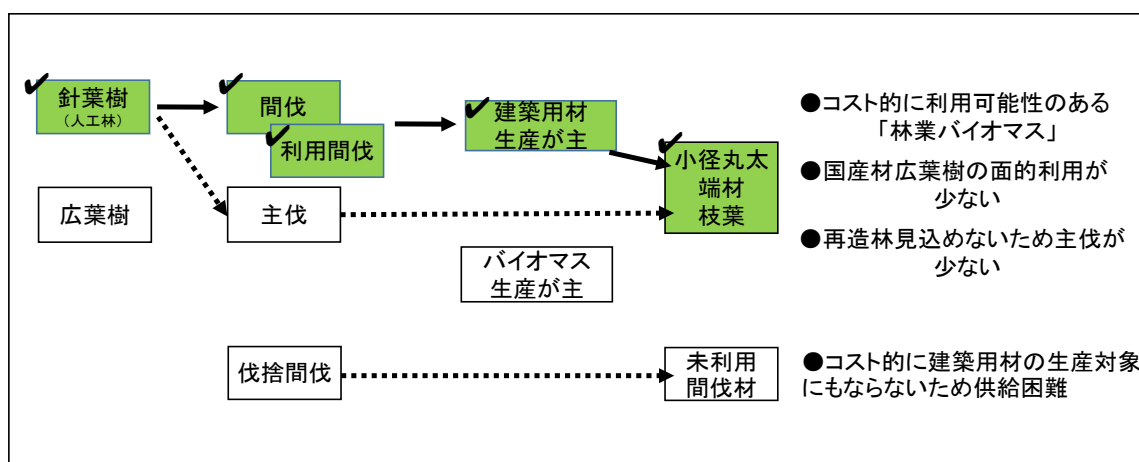 針葉樹
（人工林）
間伐
利用間伐
建築用材
生産が主
小径丸太
端材
枝葉
広葉樹
主伐
バイオマス
生産が主
伐捨間伐
未利用
間伐材
●コスト的に利用可能性のある
「林業バイオマス」
●国産材広葉樹の面的利用が
少ない
●再造林見込めないため主伐が
少ない
●コスト的に建築用材の生産対象
にもならないため供給困難